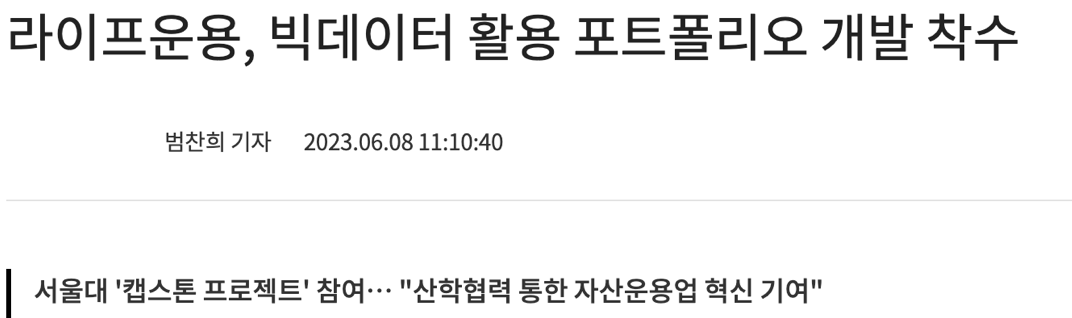 라이프운용, 빅데이터 활용 포트폴리오 개발 착수
범찬희 기자 2023.06.08 11:10:40
서울대 '캡스톤 프로젝트' 참여… "산학협력 통한 자산운용업 혁신 기여"